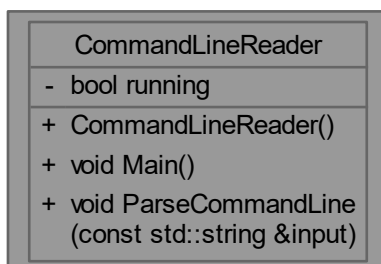 CommandLineReader
- bool running
+ CommandLineReader()
+ void Main()
+ void ParseCommandLine
(const std::string &input)